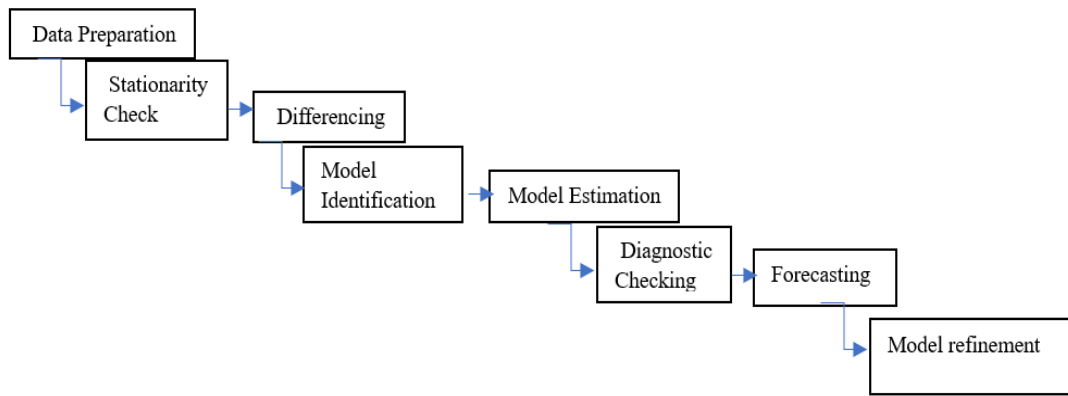 Data Preparation
Stationarity
Check
Differencing
Model
Identification
Model Estimation
Diagnostic
Checking
Forecasting
Model refinement